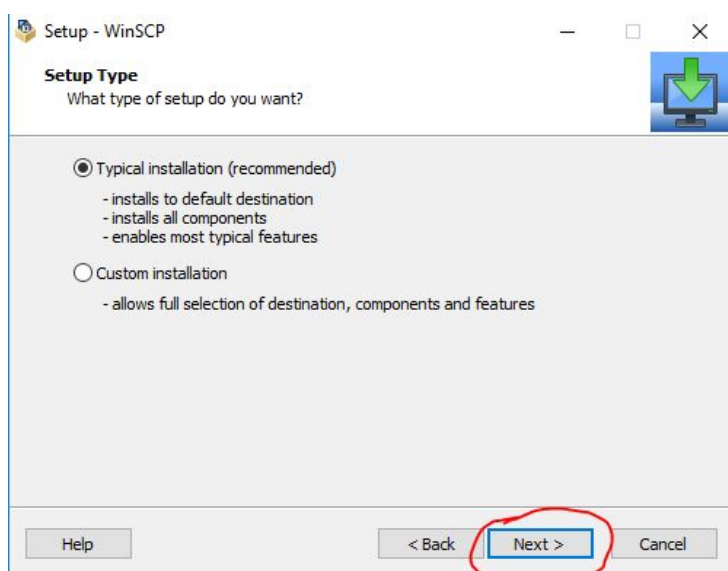 Setup - WinSCP
Setup Type
What type of setup do you want?
Typical installation (recommended)
- installs to default destination
- installs all components
- enables most typical features
Custom installation
- allows full selection of destination, components and features
Help
< Back
Next >
Cancel